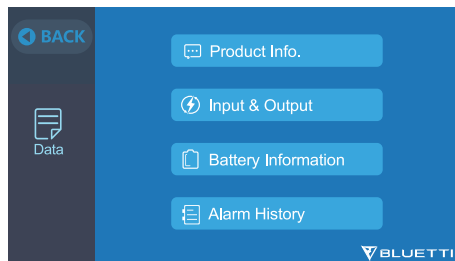 BACK
Data
Product Info.
Input & Output
Battery Information
Alarm History
BLUETTI